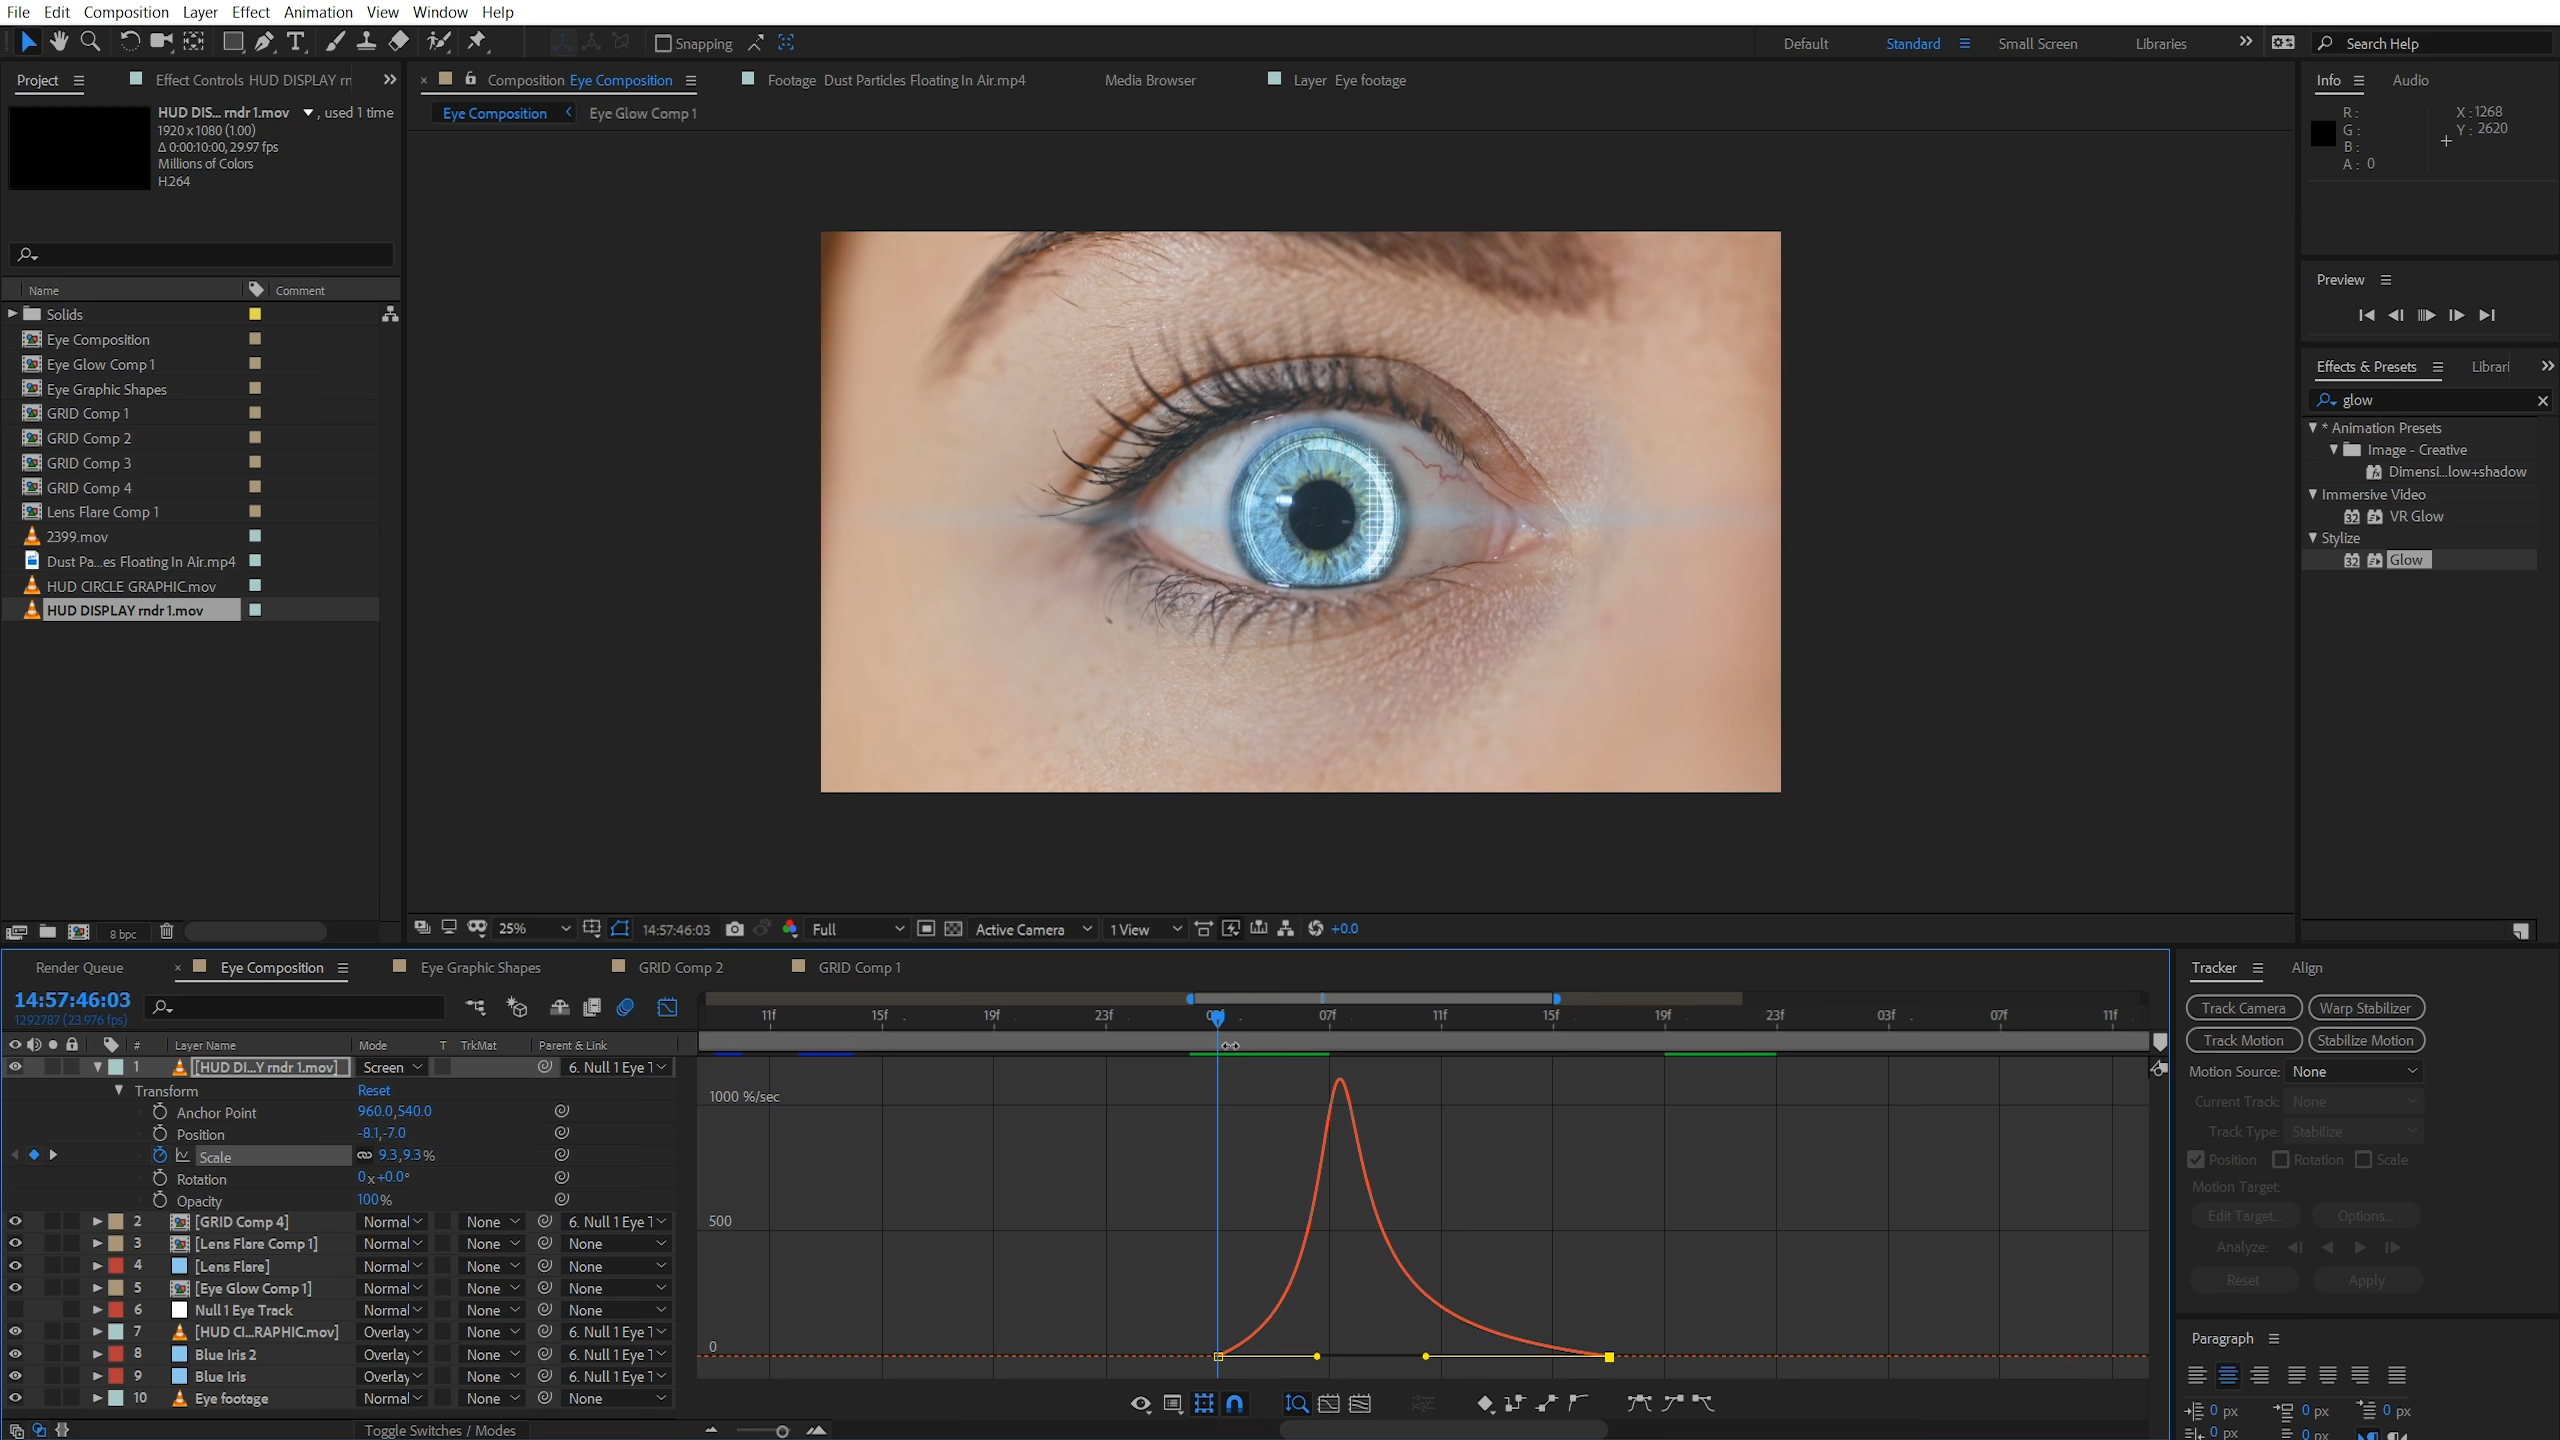 File Edit Composition Layer Effect Animation View Window Help
Snapping
Default Standard Small Screen Libraries Search Help
Project Effect Controls HUD DISPLAY rr
HUD DIS... rndr 1.mov , used 1 time
1920 x 1080 (1.00)
Δ 0:00:10:00, 29.97 fps
Millions of Colors
H.264
Name Comment
Solids
Eye Composition
Eye Glow Comp 1
Eye Graphic Shapes
GRID Comp 1
GRID Comp 2
GRID Comp 3
GRID Comp 4
Lens Flare Comp 1
2399.mov
Dust Pa...es Floating In Air.mp4
HUD CIRCLE GRAPHIC.mov
HUD DISPLAY rndr 1.mov
8 bpc
Composition Eye Composition Footage Dust Particles Floating In Air.mp4 Media Browser Layer Eye footage
Eye Composition Eye Glow Comp 1
25% 14:57:46:03 Full Active Camera 1 View +0.0
Info Audio
R :
G :
B :
A : 0
X : 1268
Y : 2620
Preview
Effects & Presets Librari
glow
* Animation Presets
Image - Creative
Dimensi...low+shadow
Immersive Video
32 VR Glow
Stylize
32 Glow
Render Queue Eye Composition Eye Graphic Shapes GRID Comp 2 GRID Comp 1
14:57:46:03
1292787 (23.976 fps)
11f 15f 19f 23f 03f 07f 11f 15f 19f 23f 03f 07f 11f
# Layer Name Mode T TrkMat Parent & Link
1 [HUD DI...Y rndr 1.mov] Screen 6. Null 1 Eye T
Transform Reset
Anchor Point 960.0,540.0
Position -8.1,-7.0
Scale 9.3,9.3%
Rotation 0x+0.0°
Opacity 100%
2 [GRID Comp 4] Normal None 6. Null 1 Eye T
3 [Lens Flare Comp 1] Normal None None
4 [Lens Flare] Normal None None
5 [Eye Glow Comp 1] Normal None None
6 Null 1 Eye Track Normal None None
7 [HUD CI...RAPHIC.mov] Overlay None 6. Null 1 Eye T
8 Blue Iris 2 Overlay None 6. Null 1 Eye T
9 Blue Iris Overlay None 6. Null 1 Eye T
10 Eye footage Normal None None
Toggle Switches / Modes
1000 %/sec
500
0
Tracker Align
Track Camera Warp Stabilizer
Track Motion Stabilize Motion
Motion Source: None
Current Track: None
Track Type: Stabilize
Position Rotation Scale
Motion Target:
Edit Target... Options...
Analyze:
Reset Apply
Paragraph
0 px 0 px 0 px
0 px 0 px